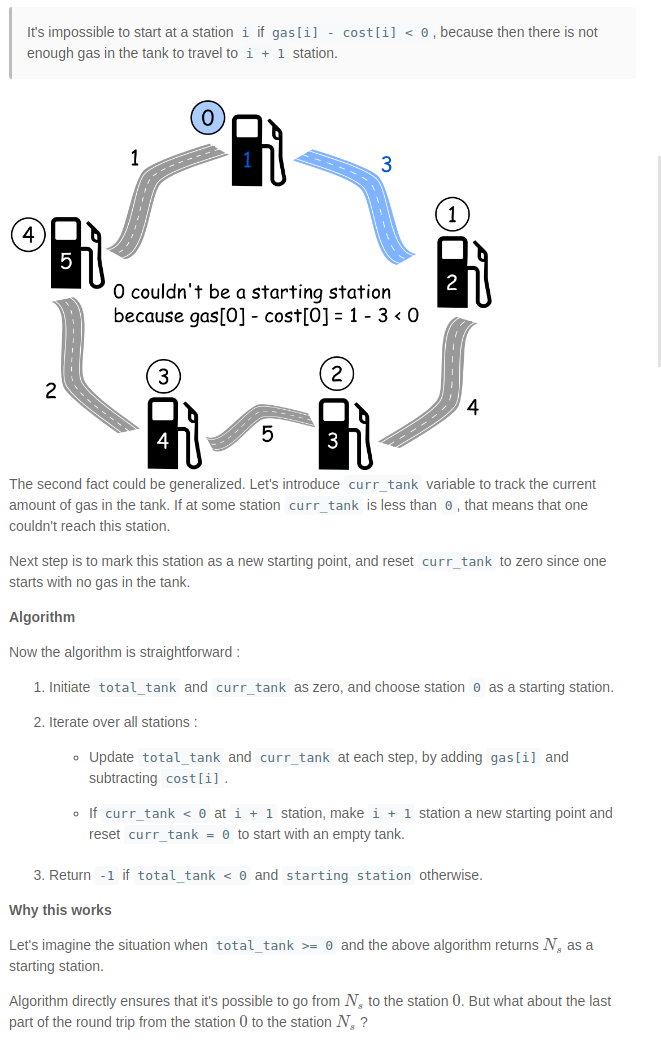 It's impossible to start at a station i if gas[i] - cost[i] < 0, because then there is not
enough gas in the tank to travel to i + 1 station.
0
1
1
3
1
4
5
2
0 couldn't be a starting station
because gas[0] - cost[0] = 1 - 3 < 0
3
2
2
4
4
5
3
The second fact could be generalized. Let's introduce curr_tank variable to track the current
amount of gas in the tank. If at some station curr_tank is less than 0, that means that one
couldn't reach this station.
Next step is to mark this station as a new starting point, and reset curr_tank to zero since one
starts with no gas in the tank.
Algorithm
Now the algorithm is straightforward :
1. Initiate total_tank and curr_tank as zero, and choose station 0 as a starting station.
2. Iterate over all stations :
◦ Update total_tank and curr_tank at each step, by adding gas[i] and
subtracting cost[i].
◦ If curr_tank < 0 at i + 1 station, make i + 1 station a new starting point and
reset curr_tank = 0 to start with an empty tank.
3. Return -1 if total_tank < 0 and starting station otherwise.
Why this works
Let's imagine the situation when total_tank >= 0 and the above algorithm returns Nₛ as a
starting station.
Algorithm directly ensures that it's possible to go from Nₛ to the station 0. But what about the last
part of the round trip from the station 0 to the station Nₛ ?